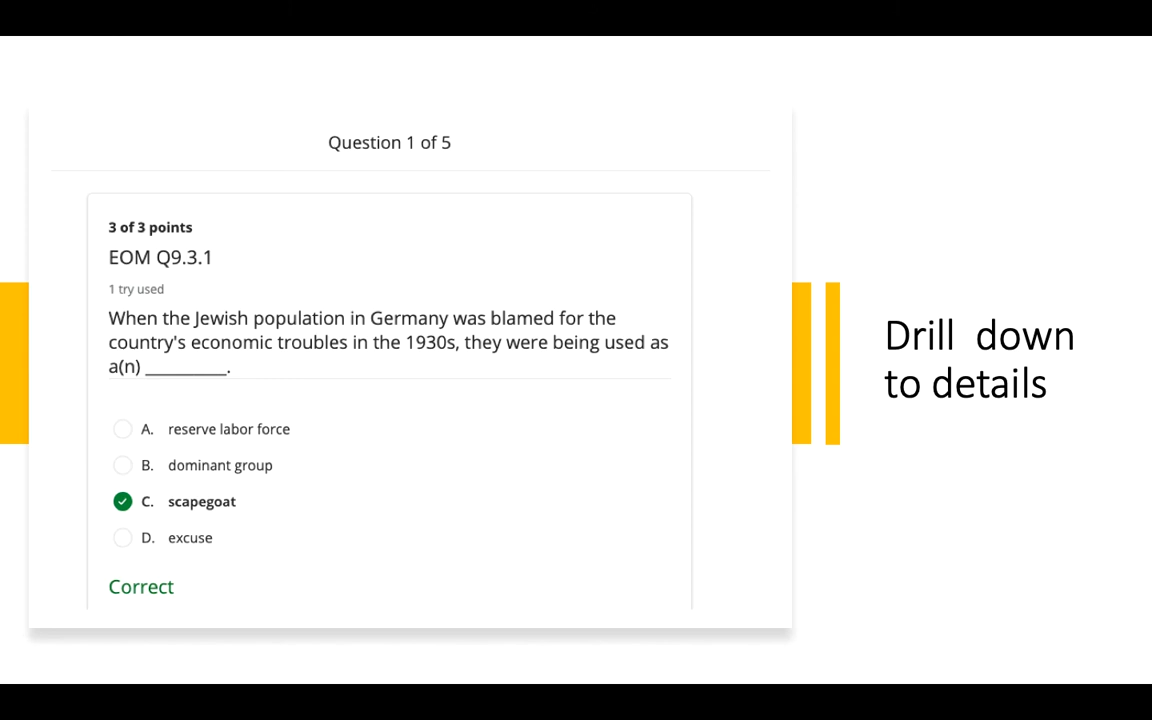 Question 1 of 5
3 of 3 points
EOM Q9.3.1
1 try used
When the Jewish population in Germany was blamed for the
country's economic troubles in the 1930s, they were being used as
a(n) _________.
A. reserve labor force
B. dominant group
C. scapegoat
D. excuse
Correct
Drill down
to details